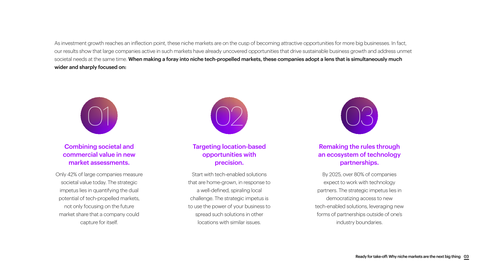 As investment growth reaches an inflection point, these niche markets are on the cusp of becoming attractive opportunities for more big businesses. In fact,
our results show that large companies active in such markets have already uncovered opportunities that drive sustainable business growth and address unmet
societal needs at the same time. When making a foray into niche tech-propelled markets, these companies adopt a lens that is simultaneously much
wider and sharply focused on:
01
Combining societal and
commercial value in new
market assessments.
Only 42% of large companies measure
societal value today. The strategic
impetus lies in quantifying the dual
potential of tech-propelled markets,
not only focusing on the future
market share that a company could
capture for itself.
02
Targeting location-based
opportunities with
precision.
Start with tech-enabled solutions
that are home-grown, in response to
a well-defined, spiraling local
challenge. The strategic impetus is
to use the power of your business to
spread such solutions in other
locations with similar issues.
03
Remaking the rules through
an ecosystem of technology
partnerships.
By 2025, over 80% of companies
expect to work with technology
partners. The strategic impetus lies in
democratizing access to new
tech-enabled solutions, leveraging new
forms of partnerships outside of one's
industry boundaries.
Ready for take off: Why niche markets are the next big thing 03